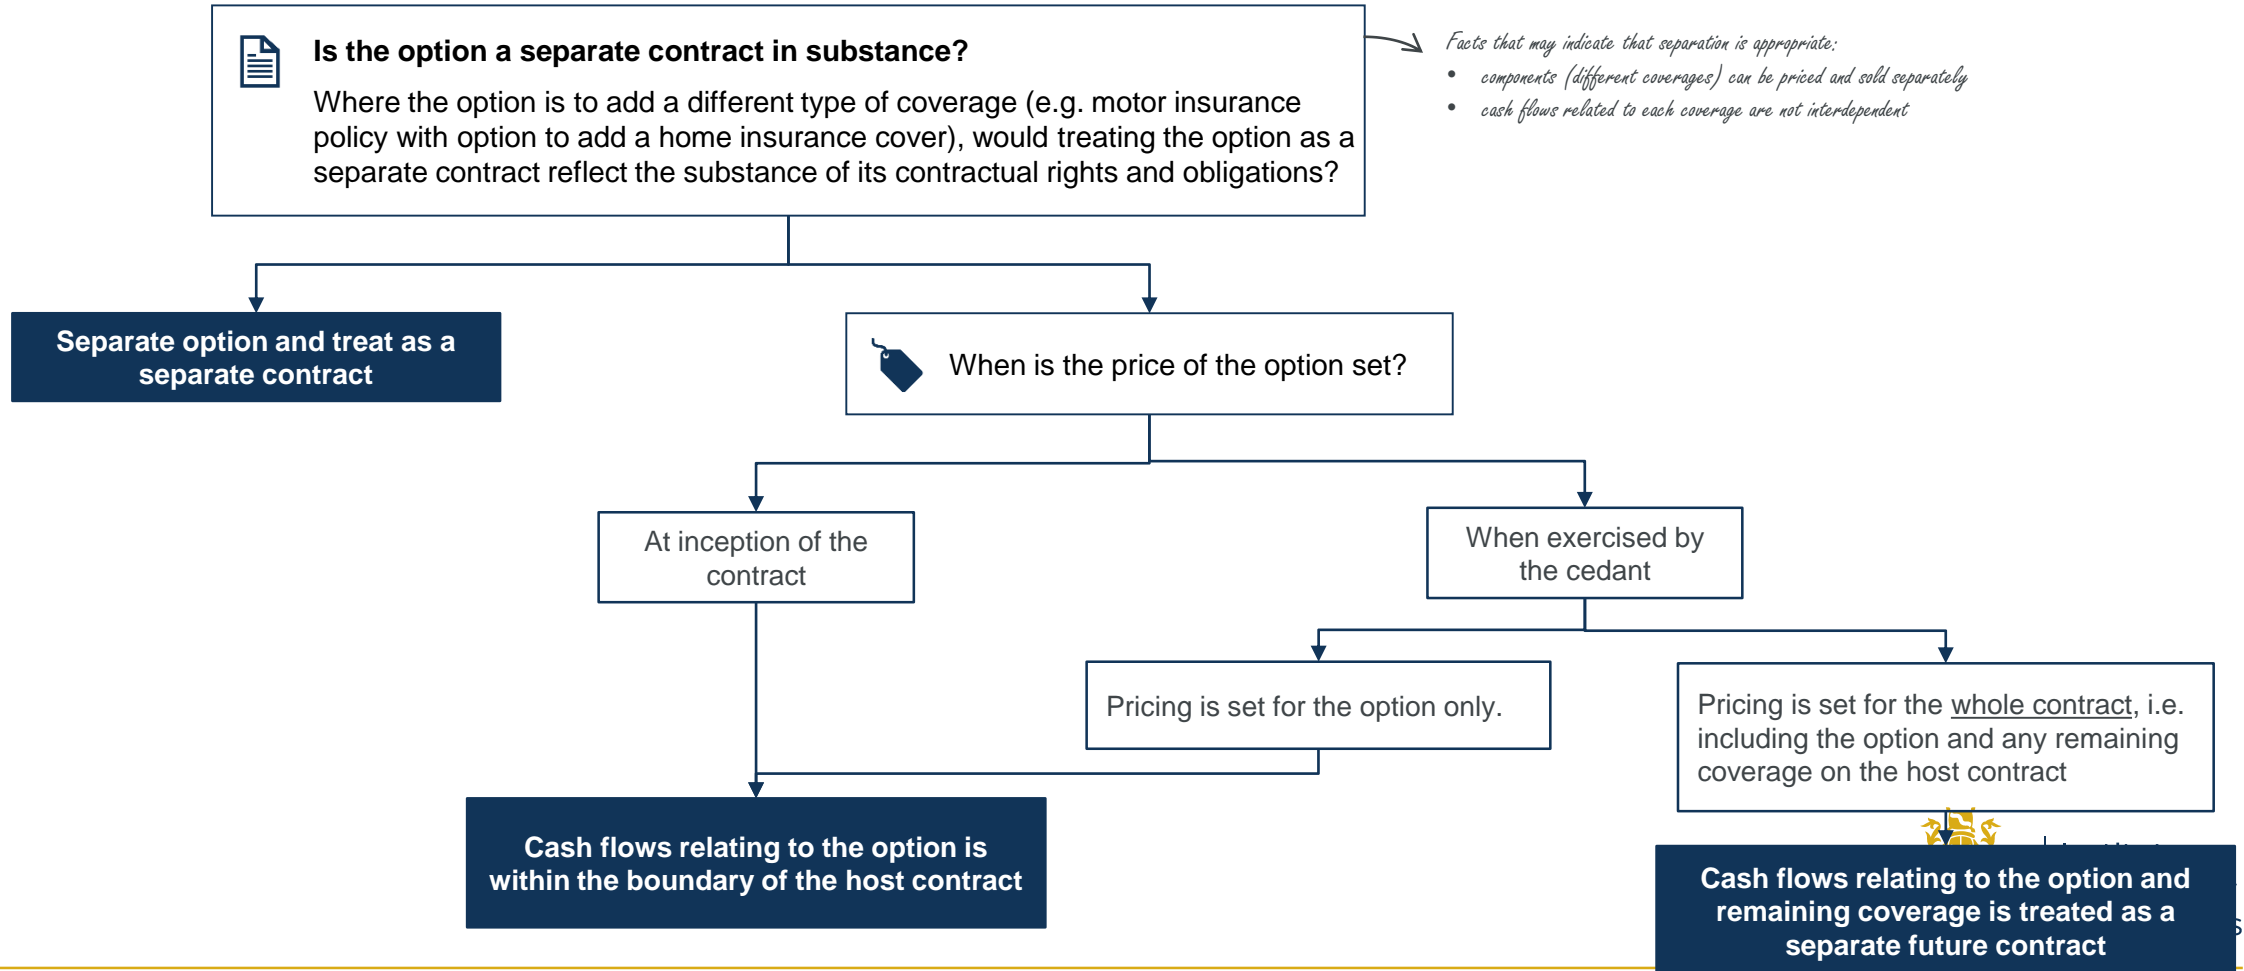 Is the option a separate contract in substance?
Where the option is to add a different type of coverage (e.g. motor insurance
policy with option to add a home insurance cover), would treating the option as a
separate contract reflect the substance of its contractual rights and obligations?
Facts that may indicate that separation is appropriate:
• components (different coverages) can be priced and sold separately
• cash flows related to each coverage are not interdependent
Separate option and treat as a
separate contract
When is the price of the option set?
At inception of the
contract
When exercised by
the cedant
Pricing is set for the option only.
Pricing is set for the whole contract, i.e.
including the option and any remaining
coverage on the host contract
Cash flows relating to the option is
within the boundary of the host contract
Cash flows relating to the option and
remaining coverage is treated as a
separate future contract